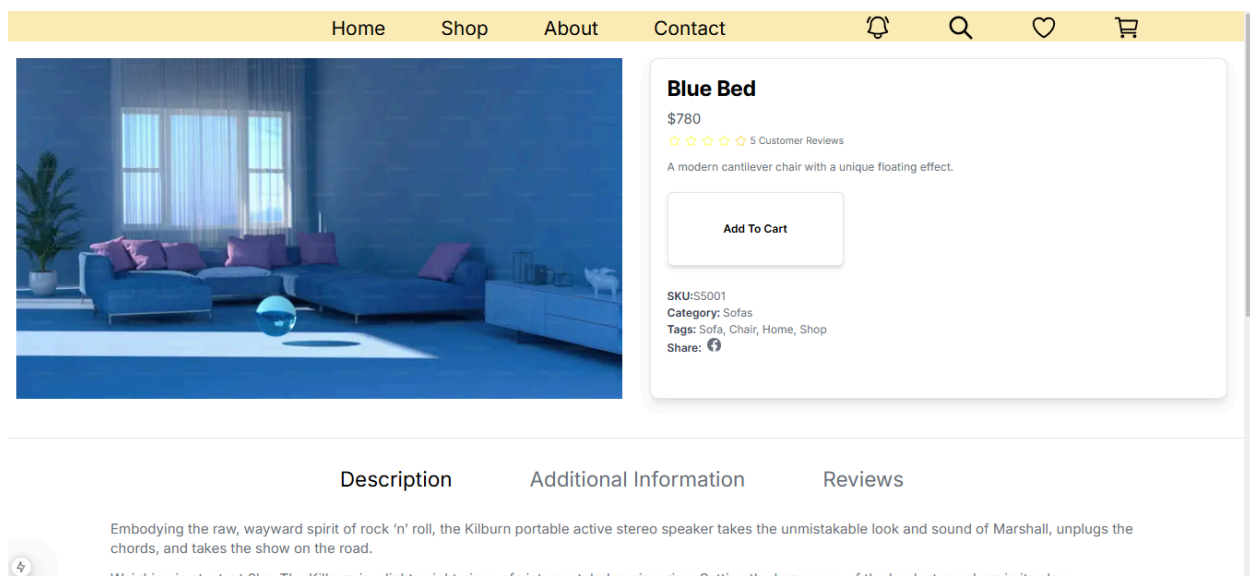 Home Shop About Contact
Blue Bed
$780
5 Customer Reviews
A modern cantilever chair with a unique floating effect.
Add To Cart
SKU:S5001
Category: Sofas
Tags: Sofa, Chair, Home, Shop
Share:
Description Additional Information Reviews
Embodying the raw, wayward spirit of rock ‘n’ roll, the Kilburn portable active stereo speaker takes the unmistakable look and sound of Marshall, unplugs the
chords, and takes the show on the road.